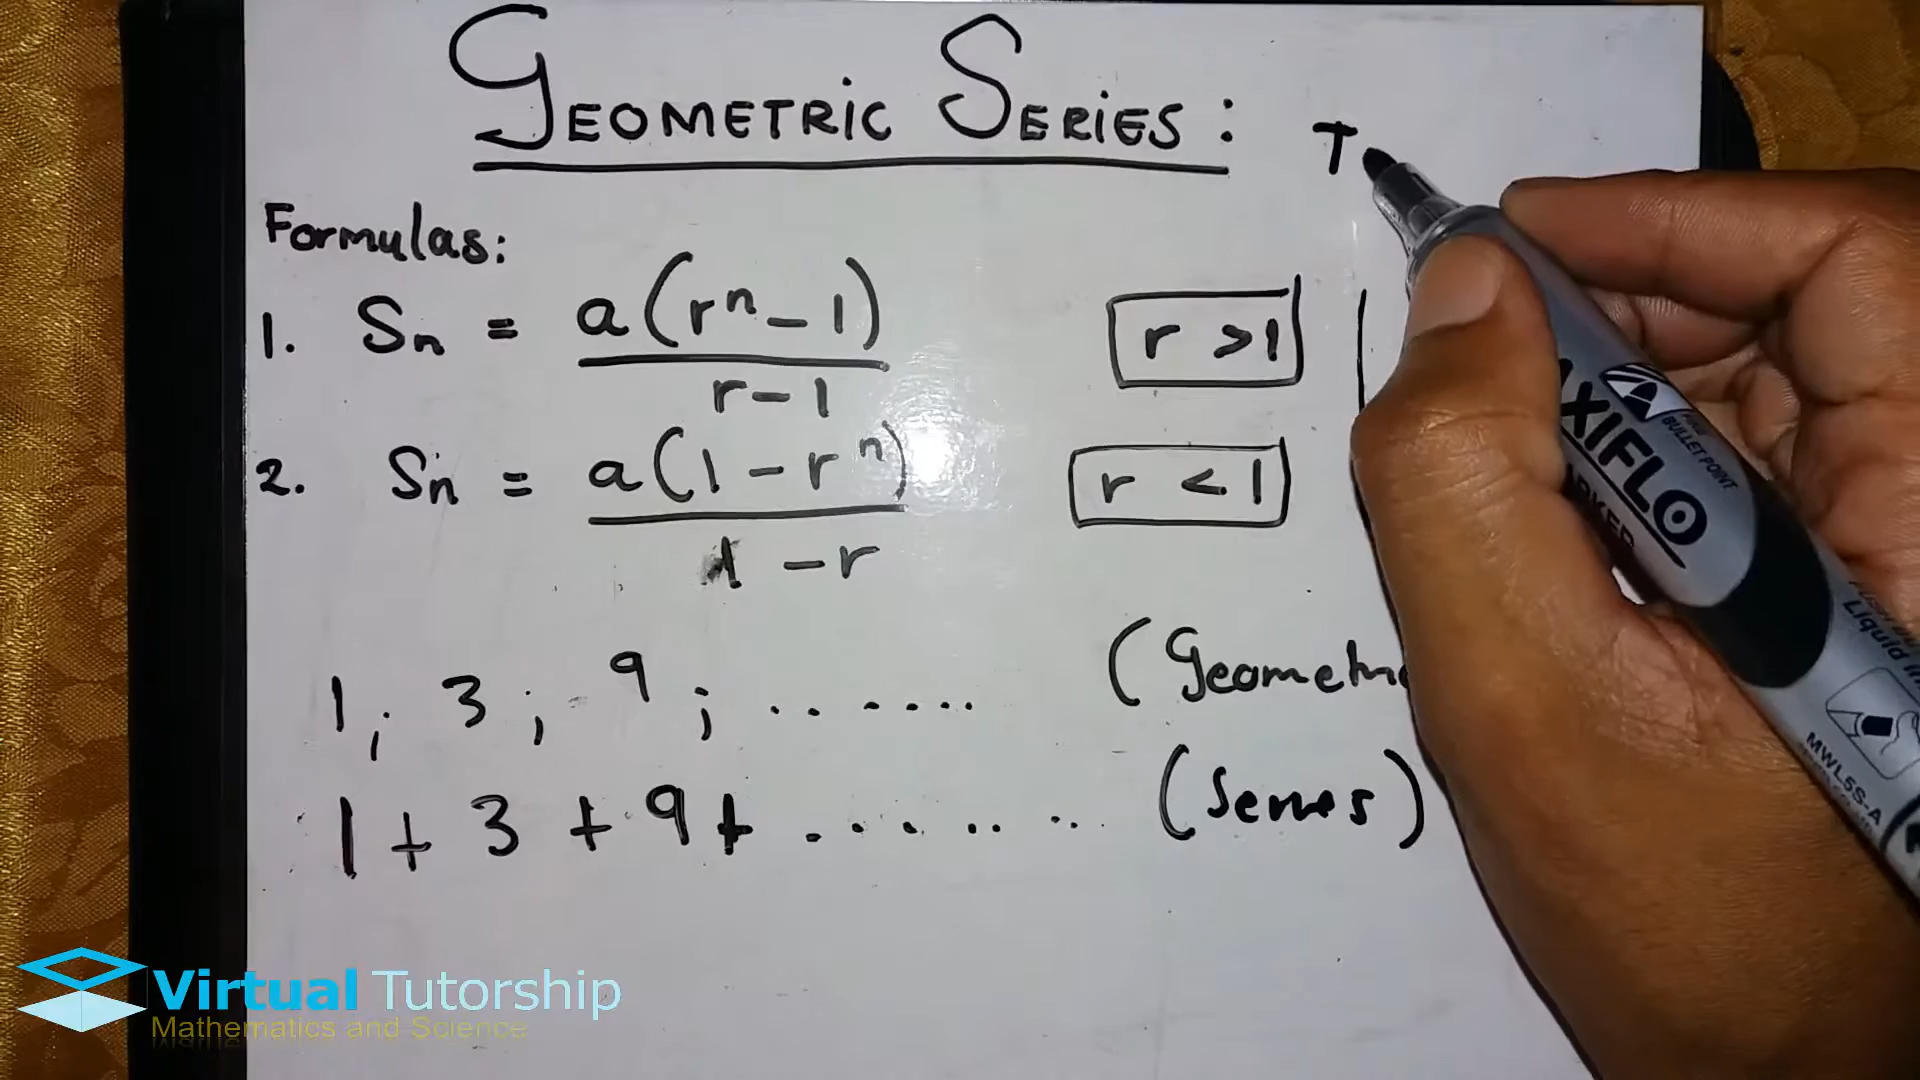 GEOMETRIC SERIES: T
Formulas:
1. Sn = a(rⁿ - 1) / r - 1 r > 1
2. Sn = a(1 - rⁿ) / 1 - r r < 1
1 ; 3 ; 9 ; ....... (Geometric
1 + 3 + 9 + ....... (Series)
MAXIFLO
MARKER
BULLET POINT
Liquid Ink
MWL5S-A
Virtual Tutorship
Mathematics and Science